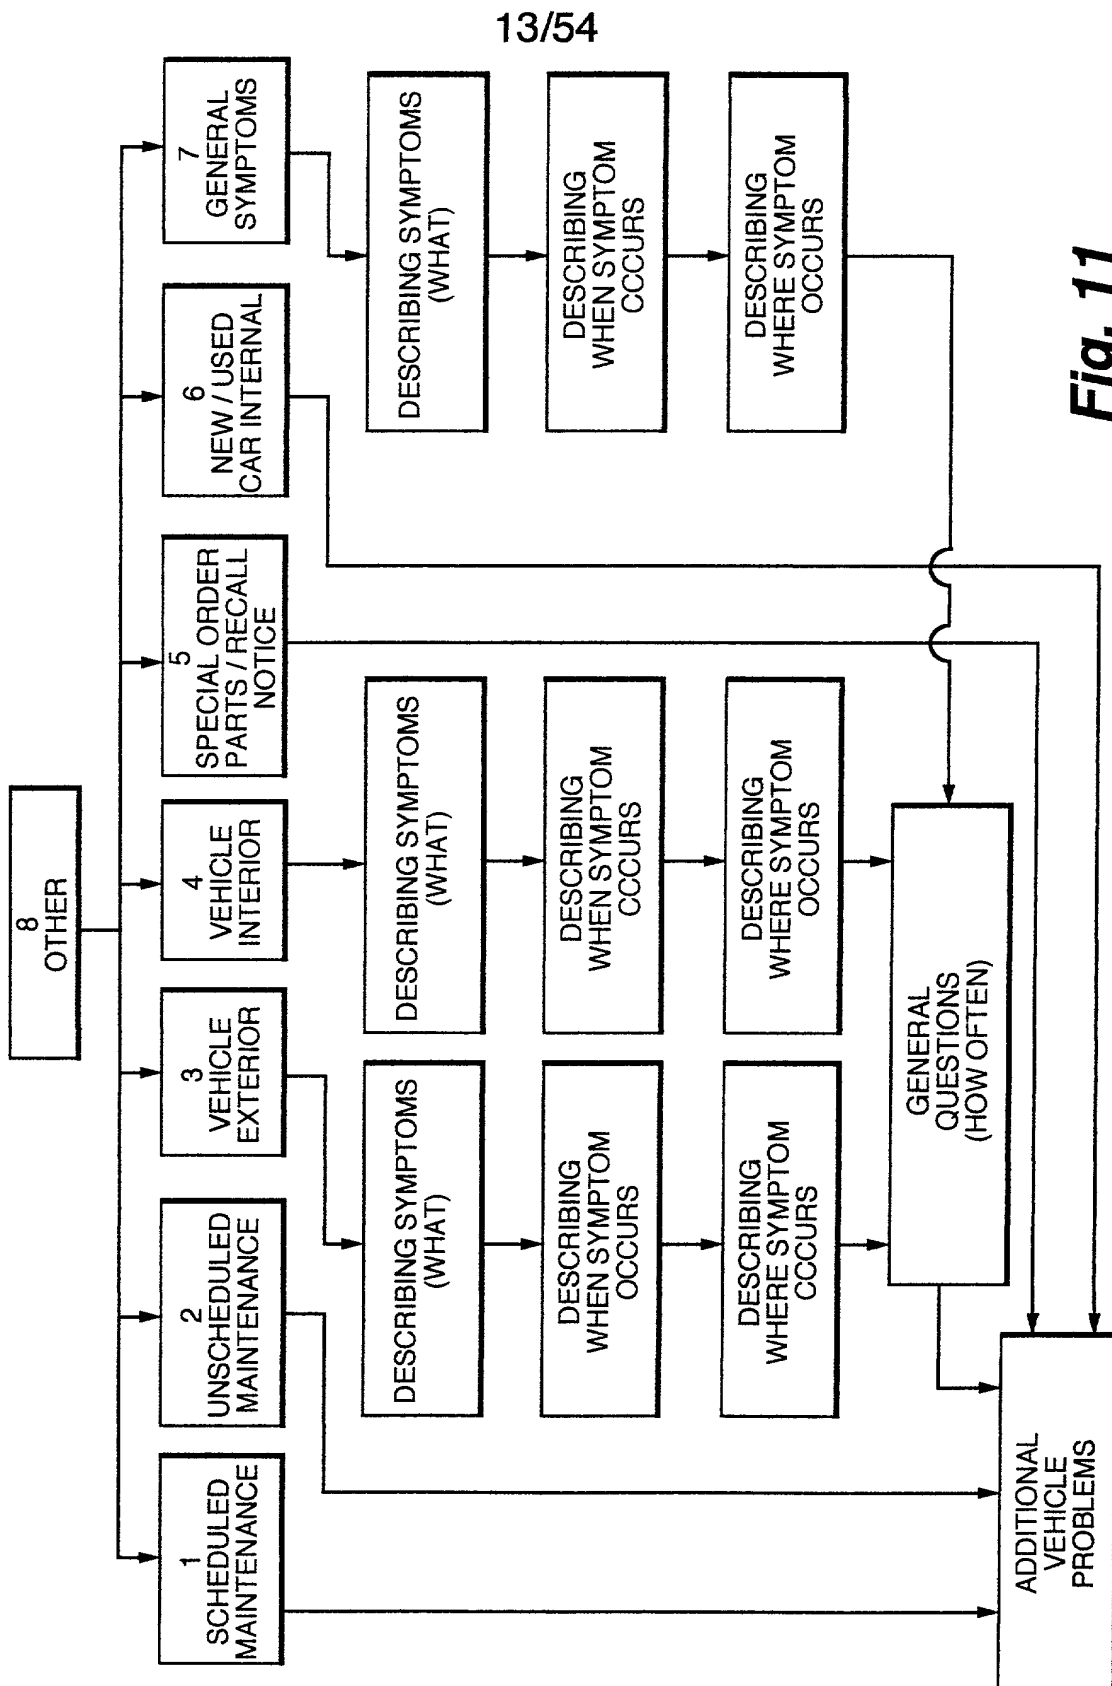 13/54
8
OTHER
1
SCHEDULED
MAINTENANCE
2
UNSCHEDULED
MAINTENANCE
3
VEHICLE
EXTERIOR
4
VEHICLE
INTERIOR
5
SPECIAL ORDER
PARTS / RECALL
NOTICE
6
NEW / USED
CAR INTERNAL
7
GENERAL
SYMPTOMS
DESCRIBING SYMPTOMS
(WHAT)
DESCRIBING SYMPTOMS
(WHAT)
DESCRIBING SYMPTOMS
(WHAT)
DESCRIBING
WHEN SYMPTOM
OCCURS
DESCRIBING
WHEN SYMPTOM
CCCURS
DESCRIBING
WHEN SYMPTOM
CCCURS
DESCRIBING
WHERE SYMPTOM
CCCURS
DESCRIBING
WHERE SYMPTOM
OCCURS
DESCRIBING
WHERE SYMPTOM
OCCURS
GENERAL
QUESTIONS
(HOW OFTEN)
ADDITIONAL
VEHICLE
PROBLEMS
Fig. 11